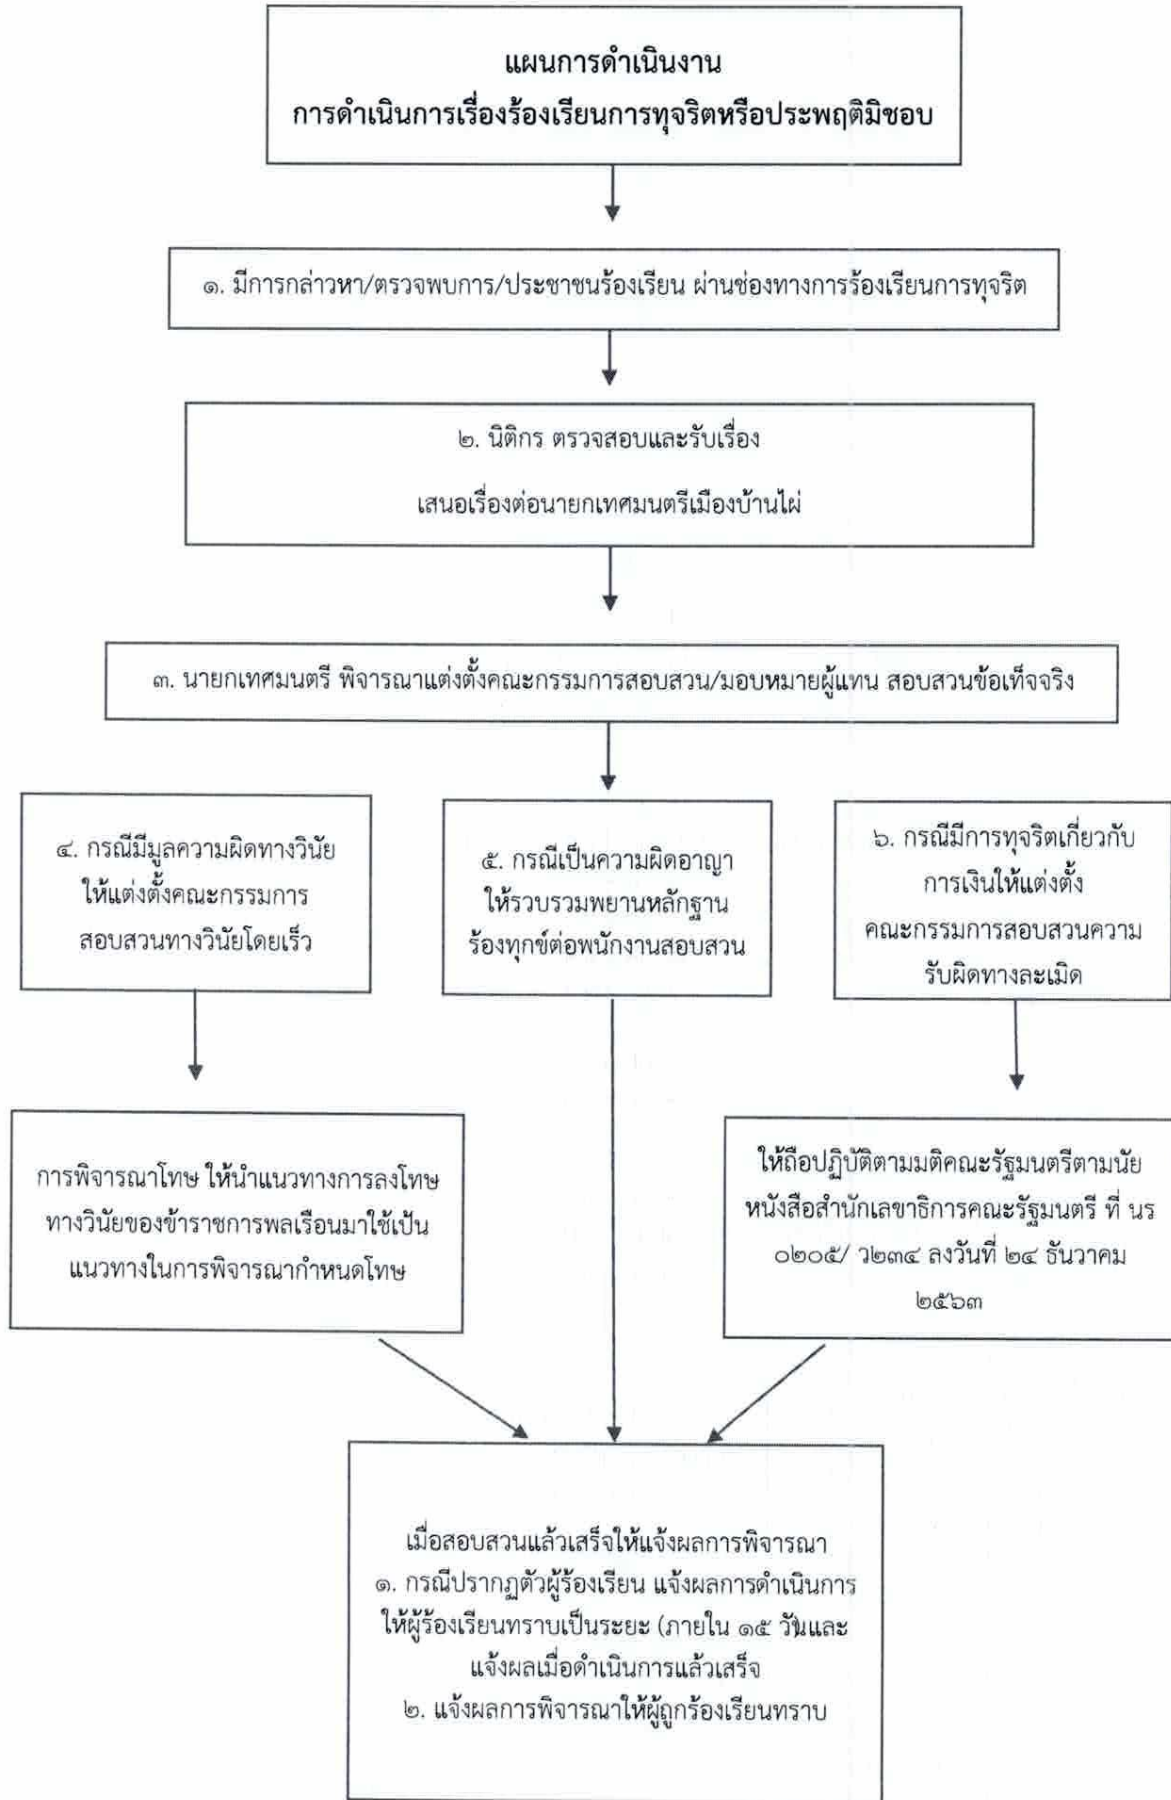 แผนการดำเนินงาน
การดำเนินการเรื่องร้องเรียนการทุจริตหรือประพฤติมิชอบ
๑. มีการกล่าวหา/ตรวจพบการ/ประชาชนร้องเรียน ผ่านช่องทางการร้องเรียนการทุจริต
๒. นิติกร ตรวจสอบและรับเรื่อง
เสนอเรื่องต่อนายกเทศมนตรีเมืองบ้านไผ่
๓. นายกเทศมนตรี พิจารณาแต่งตั้งคณะกรรมการสอบสวน/มอบหมายผู้แทน สอบสวนข้อเท็จจริง
๔. กรณีมีมูลความผิดทางวินัย
ให้แต่งตั้งคณะกรรมการ
สอบสวนทางวินัยโดยเร็ว
๕. กรณีเป็นความผิดอาญา
ให้รวบรวมพยานหลักฐาน
ร้องทุกข์ต่อพนักงานสอบสวน
๖. กรณีมีการทุจริตเกี่ยวกับ
การเงินให้แต่งตั้ง
คณะกรรมการสอบสวนความ
รับผิดทางละเมิด
การพิจารณาโทษ ให้นำแนวทางการลงโทษ
ทางวินัยของข้าราชการพลเรือนมาใช้เป็น
แนวทางในการพิจารณากำหนดโทษ
ให้ถือปฏิบัติตามมติคณะรัฐมนตรีตามนัย
หนังสือสำนักเลขาธิการคณะรัฐมนตรี ที่ นร
๐๒๐๕/ ว๒๓๔ ลงวันที่ ๒๔ ธันวาคม
๒๕๖๓
เมื่อสอบสวนแล้วเสร็จให้แจ้งผลการพิจารณา
๑. กรณีปรากฏตัวผู้ร้องเรียน แจ้งผลการดำเนินการ
ให้ผู้ร้องเรียนทราบเป็นระยะ (ภายใน ๑๕ วัน)และ
แจ้งผลเมื่อดำเนินการแล้วเสร็จ
๒. แจ้งผลการพิจารณาให้ผู้ถูกร้องเรียนทราบ